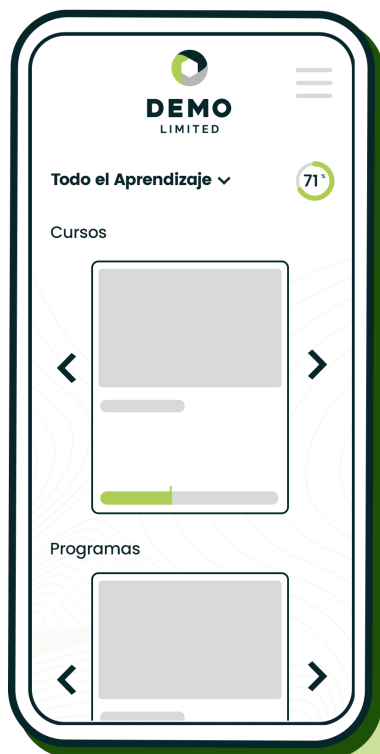 DEMO
LIMITED
Todo el Aprendizaje
71%
Cursos
Programas